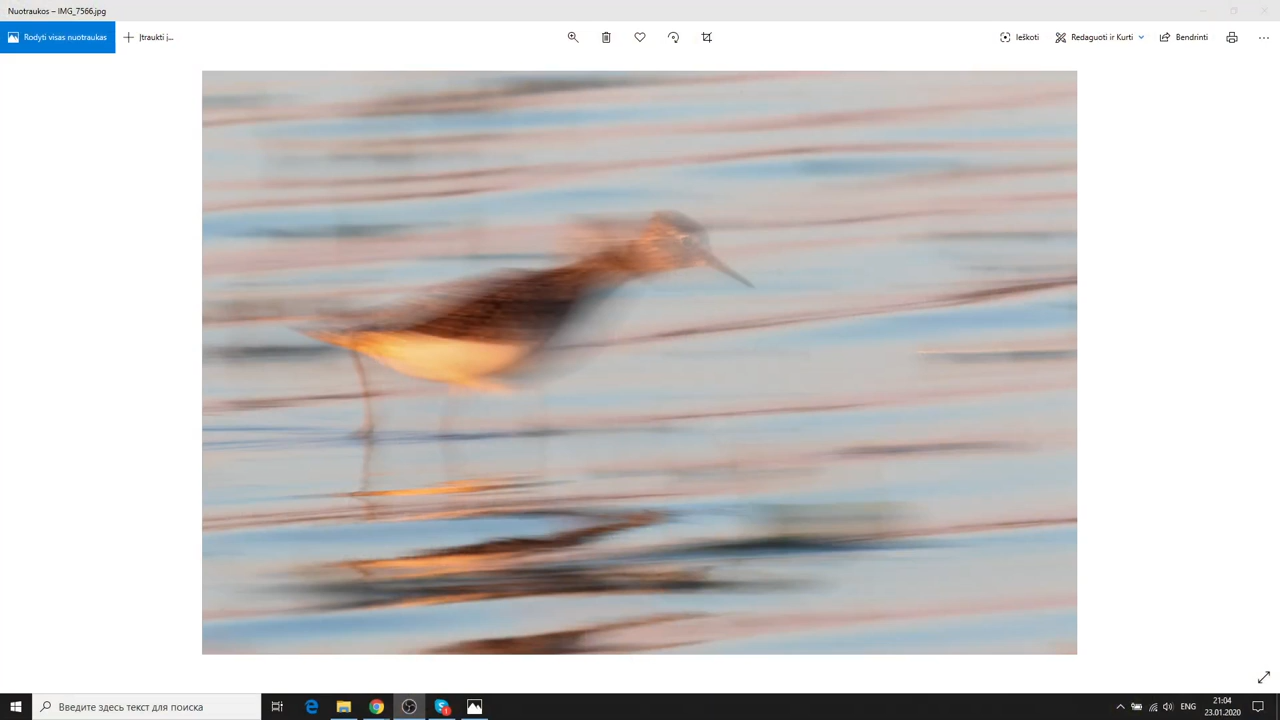 Nuotraukos – IMG_7566.jpg
Rodyti visas nuotraukas
Įtraukti į...
Ieškoti
Redaguoti ir Kurti
Bendrinti
Введите здесь текст для поиска
ENG
21:04
23.01.2020